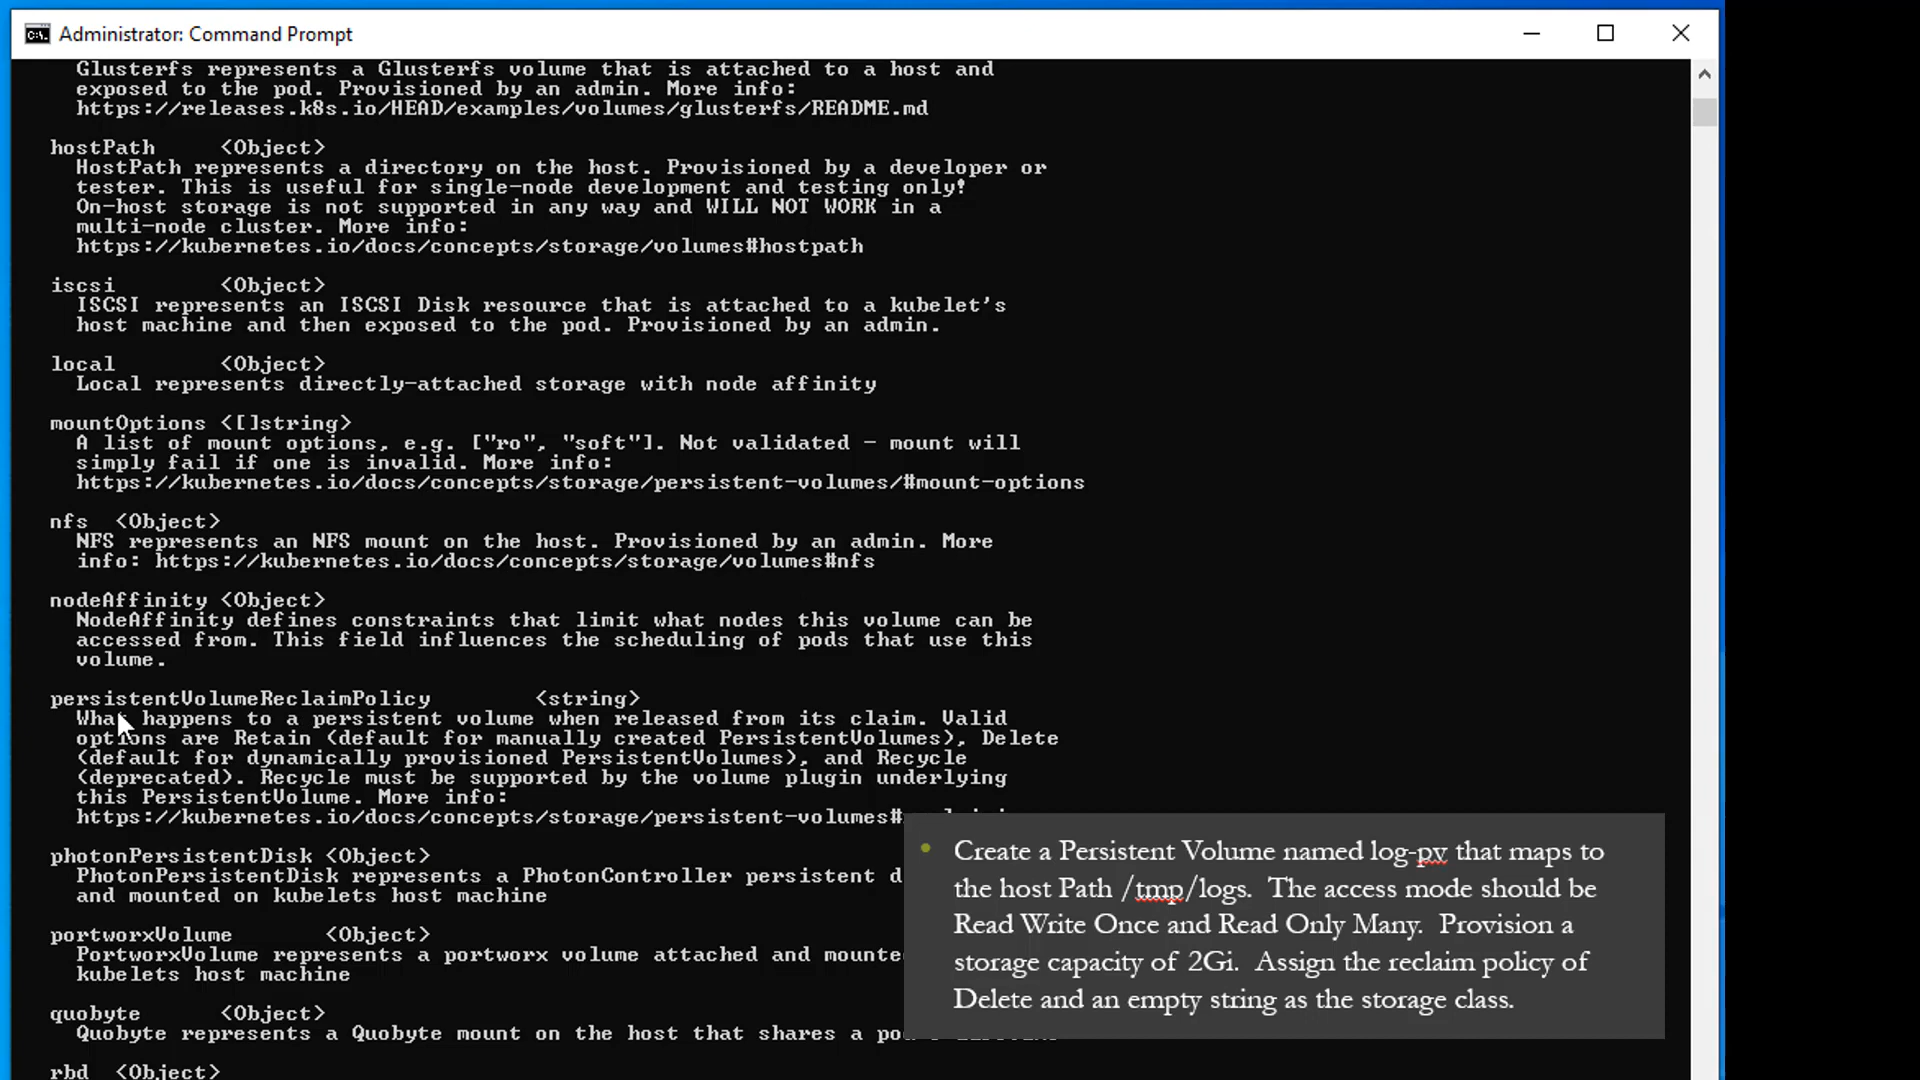 Administrator: Command Prompt
Glusterfs represents a Glusterfs volume that is attached to a host and
exposed to the pod. Provisioned by an admin. More info:
https://releases.k8s.io/HEAD/examples/volumes/glusterfs/README.md
hostPath <Object>
HostPath represents a directory on the host. Provisioned by a developer or
tester. This is useful for single-node development and testing only!
On-host storage is not supported in any way and WILL NOT WORK in a
multi-node cluster. More info:
https://kubernetes.io/docs/concepts/storage/volumes#hostpath
iscsi <Object>
ISCSI represents an ISCSI Disk resource that is attached to a kubelet's
host machine and then exposed to the pod. Provisioned by an admin.
local <Object>
Local represents directly-attached storage with node affinity
mountOptions <[]string>
A list of mount options, e.g. ["ro", "soft"]. Not validated - mount will
simply fail if one is invalid. More info:
https://kubernetes.io/docs/concepts/storage/persistent-volumes/#mount-options
nfs <Object>
NFS represents an NFS mount on the host. Provisioned by an admin. More
info: https://kubernetes.io/docs/concepts/storage/volumes#nfs
nodeAffinity <Object>
NodeAffinity defines constraints that limit what nodes this volume can be
accessed from. This field influences the scheduling of pods that use this
volume.
persistentVolumeReclaimPolicy <string>
What happens to a persistent volume when released from its claim. Valid
options are Retain (default for manually created PersistentVolumes), Delete
(default for dynamically provisioned PersistentVolumes), and Recycle
(deprecated). Recycle must be supported by the volume plugin underlying
this PersistentVolume. More info:
https://kubernetes.io/docs/concepts/storage/persistent-volumes#
photonPersistentDisk <Object>
PhotonPersistentDisk represents a PhotonController persistent d
and mounted on kubelets host machine
portworxVolume <Object>
PortworxVolume represents a portworx volume attached and mounte
kubelets host machine
quobyte <Object>
Quobyte represents a Quobyte mount on the host that shares a
rbd <Object>
• Create a Persistent Volume named log-pv that maps to
the host Path /tmp/logs. The access mode should be
Read Write Once and Read Only Many. Provision a
storage capacity of 2Gi. Assign the reclaim policy of
Delete and an empty string as the storage class.